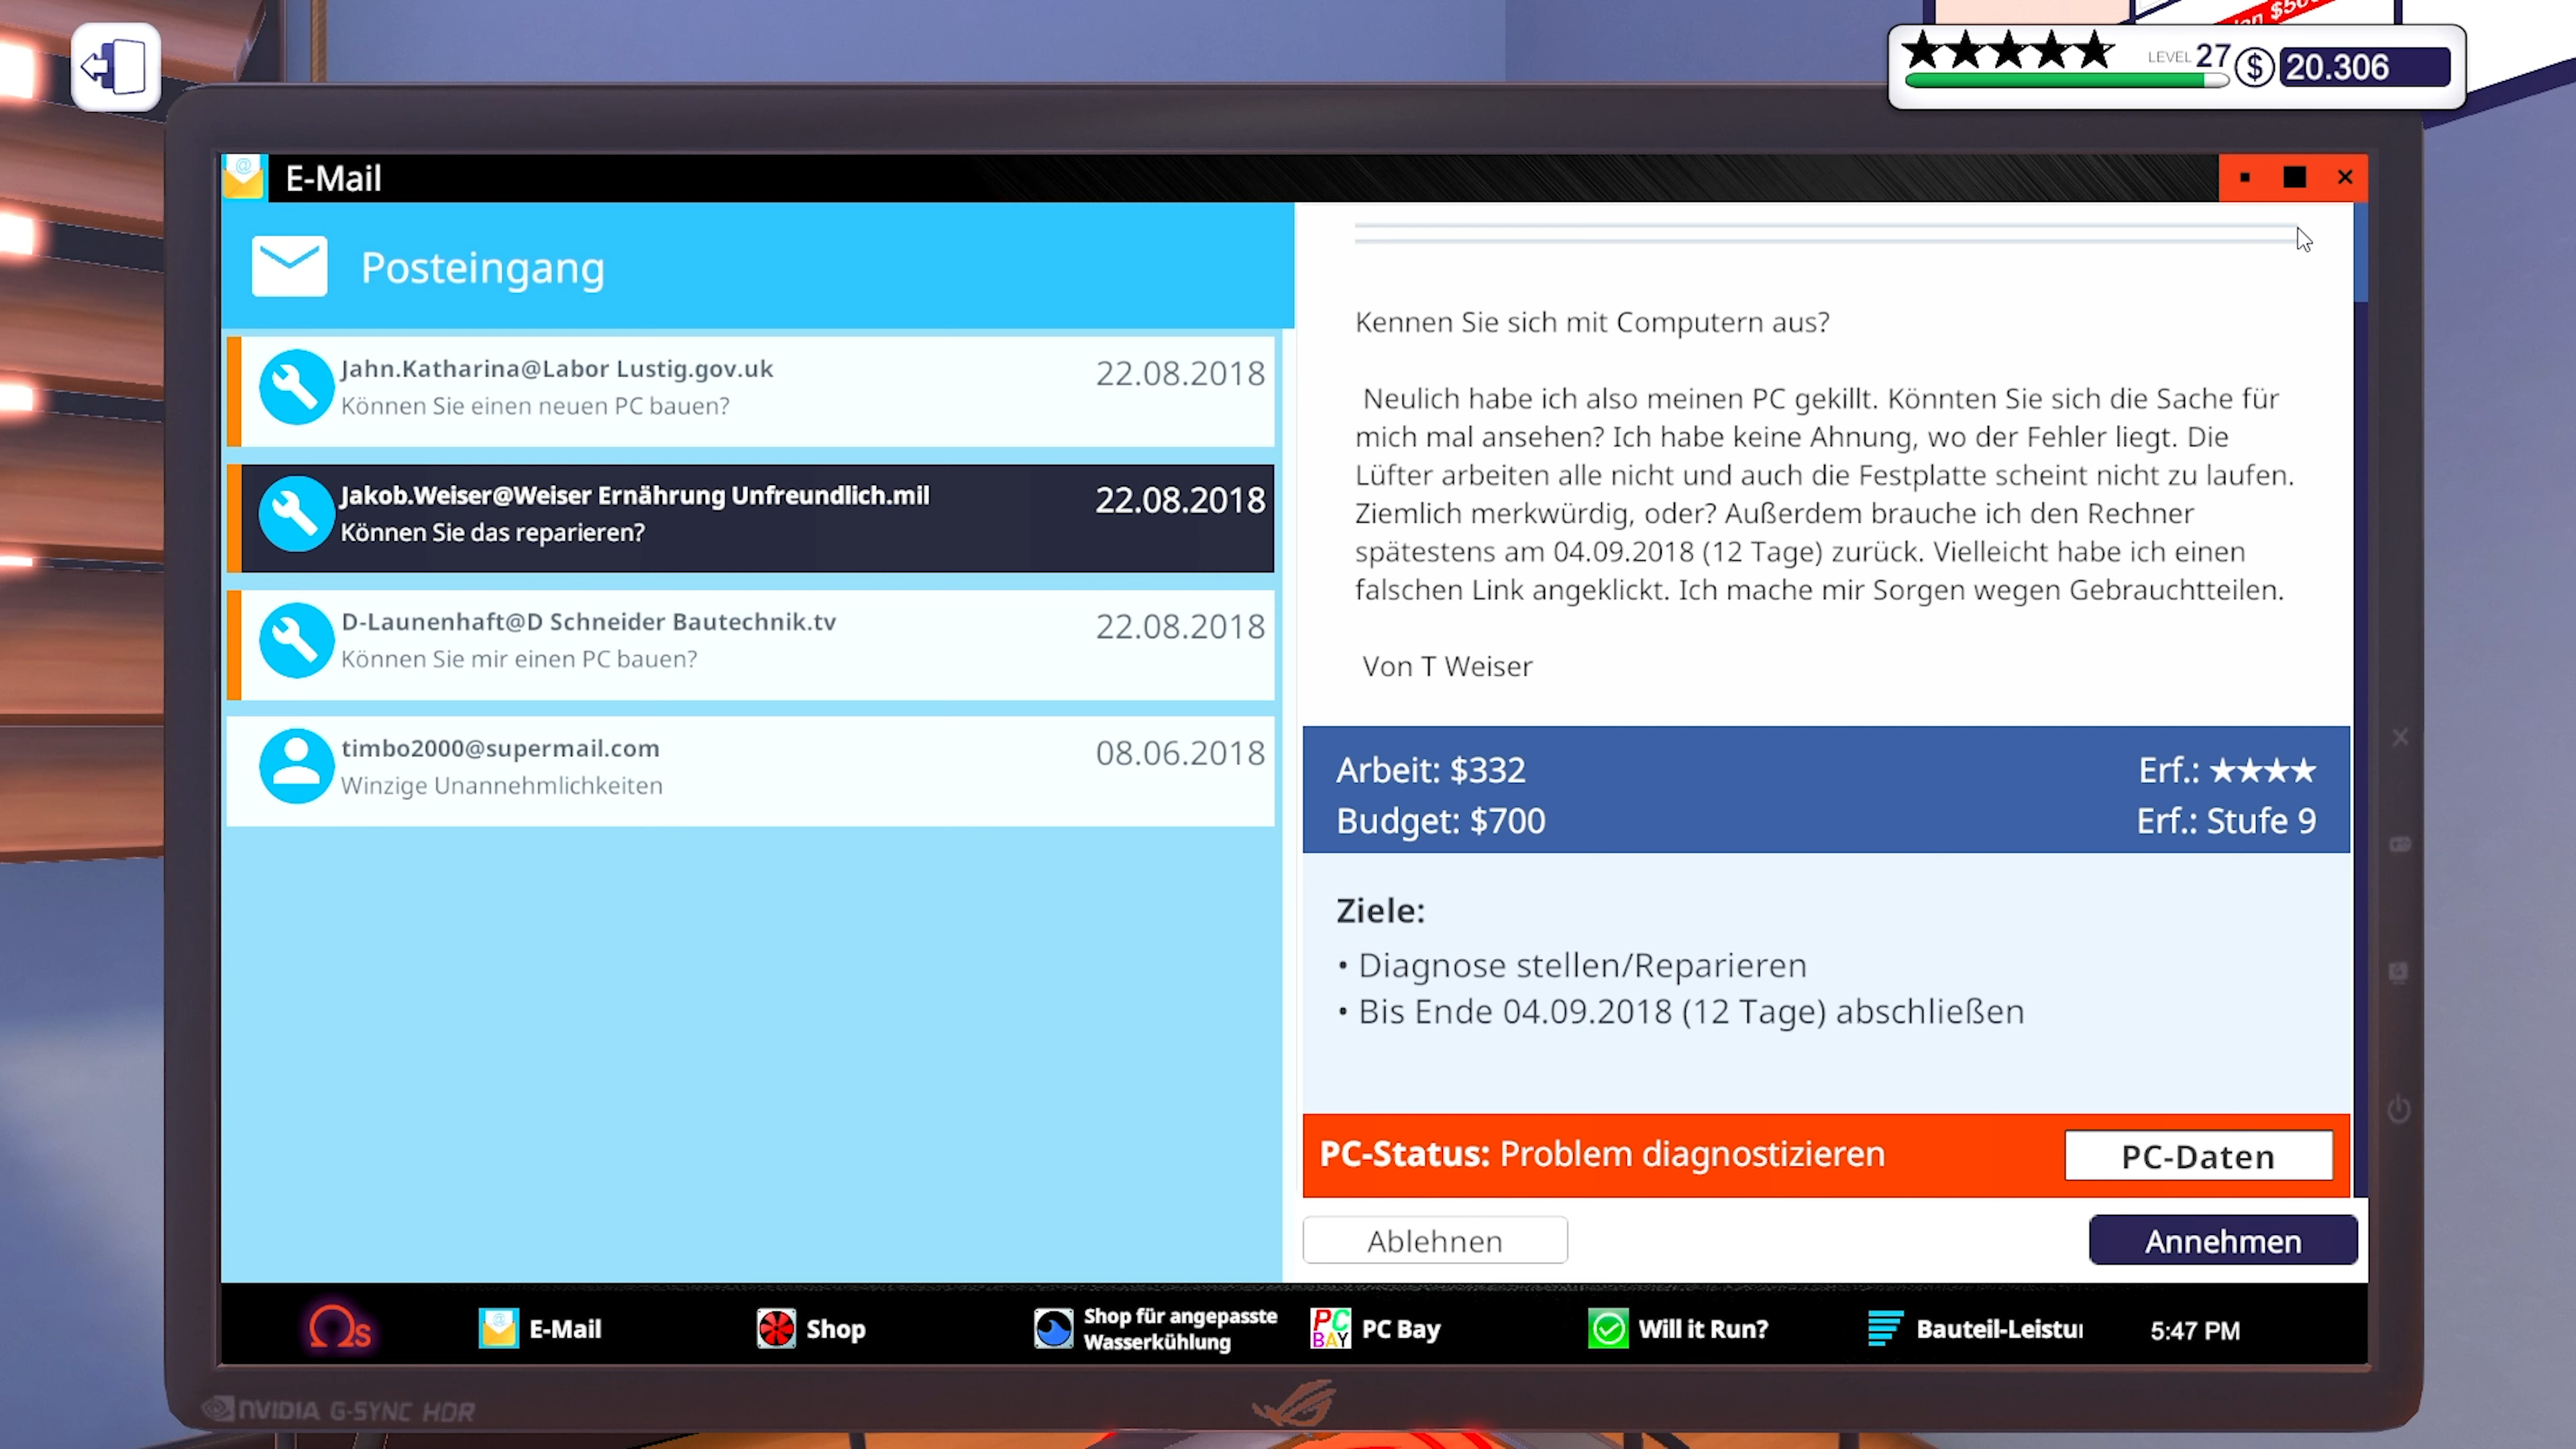 LEVEL 27 $ 20.306
E-Mail
Posteingang
Jahn.Katharina@Labor Lustig.gov.uk 22.08.2018
Können Sie einen neuen PC bauen?
Jakob.Weiser@Weiser Ernährung Unfreundlich.mil 22.08.2018
Können Sie das reparieren?
D-Launenhaft@D Schneider Bautechnik.tv 22.08.2018
Können Sie mir einen PC bauen?
timbo2000@supermail.com 08.06.2018
Winzige Unannehmlichkeiten
Kennen Sie sich mit Computern aus?
Neulich habe ich also meinen PC gekillt. Könnten Sie sich die Sache für
mich mal ansehen? Ich habe keine Ahnung, wo der Fehler liegt. Die
Lüfter arbeiten alle nicht und auch die Festplatte scheint nicht zu laufen.
Ziemlich merkwürdig, oder? Außerdem brauche ich den Rechner
spätestens am 04.09.2018 (12 Tage) zurück. Vielleicht habe ich einen
falschen Link angeklickt. Ich mache mir Sorgen wegen Gebrauchtteilen.
Von T Weiser
Arbeit: $332 Erf.: ★★★★
Budget: $700 Erf.: Stufe 9
Ziele:
• Diagnose stellen/Reparieren
• Bis Ende 04.09.2018 (12 Tage) abschließen
PC-Status: Problem diagnostizieren PC-Daten
Ablehnen Annehmen
Ωs E-Mail Shop Shop für angepasste
Wasserkühlung
PC BAY PC Bay Will it Run? Bauteil-Leistu 5:47 PM
NVIDIA G-SYNC HDR